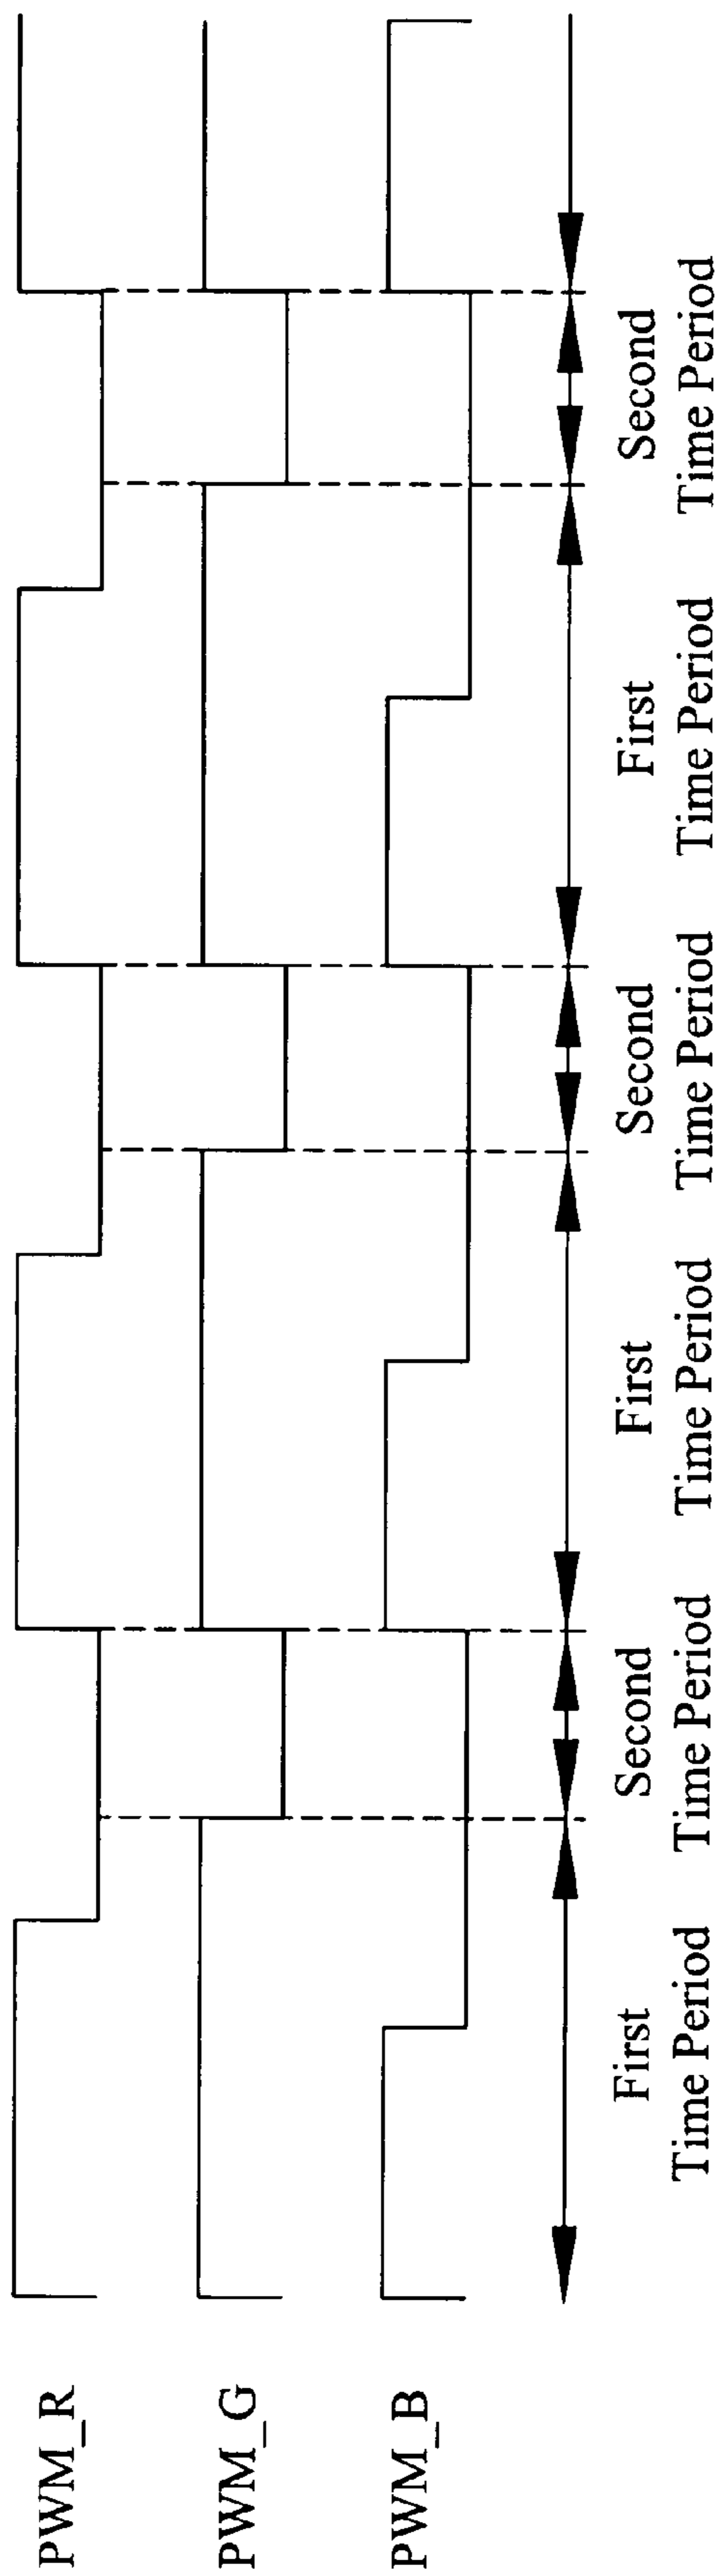 PWM_R
PWM_G
PWM_B
First
Time Period
Second
Time Period
First
Time Period
Second
Time Period
First
Time Period
Second
Time Period